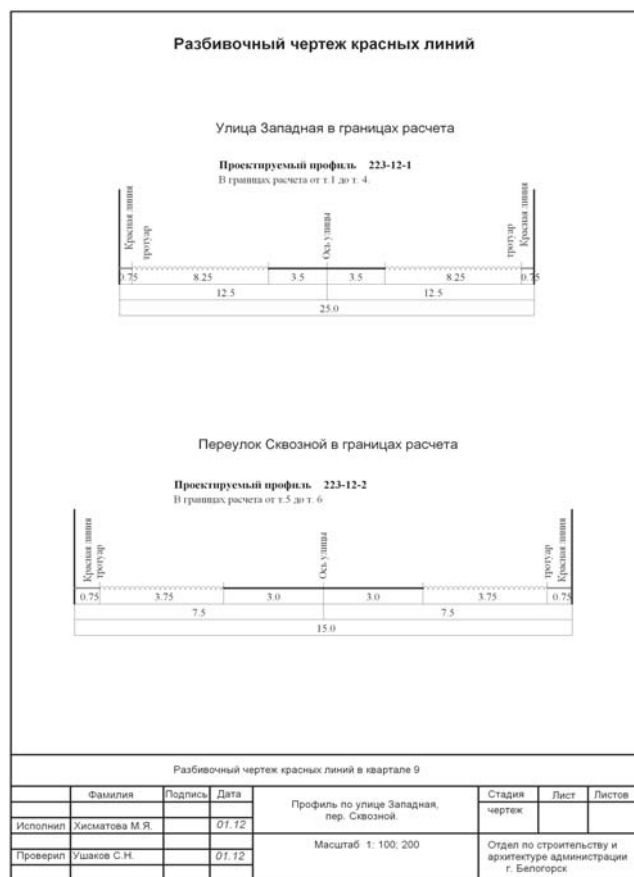 Разбивочный чертеж красных линий
Улица Западная в границах расчета
Проектируемый профиль 223-12-1
В границах расчета от т.1 до т. 4.
Красная линия
тротуар
Ось улицы
тротуар
Красная линия
0.75 8.25 3.5 3.5 8.25 0.75
12.5 12.5
25.0
Переулок Сквозной в границах расчета
Проектируемый профиль 223-12-2
В границах расчета от т.5 до т. 6
Красная линия
тротуар
Ось улицы
тротуар
Красная линия
0.75 3.75 3.0 3.0 3.75 0.75
7.5 7.5
15.0
Разбивочный чертеж красных линий в квартале 9
Фамилия Подпись Дата
Исполнил Хисматова М.Я. 01.12
Проверил Ушаков С.Н. 01.12
Профиль по улице Западная,
пер. Сквозной.
Масштаб 1: 100; 200
Стадия Лист Листов
чертеж
Отдел по строительству и
архитектуре администрации
г. Белогорск